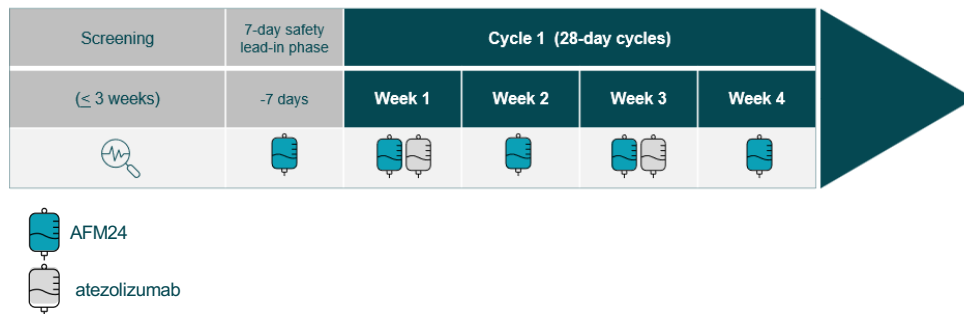 Screening
7-day safety
lead-in phase
Cycle 1 (28-day cycles)
(≤ 3 weeks)
-7 days
Week 1
Week 2
Week 3
Week 4
AFM24
atezolizumab